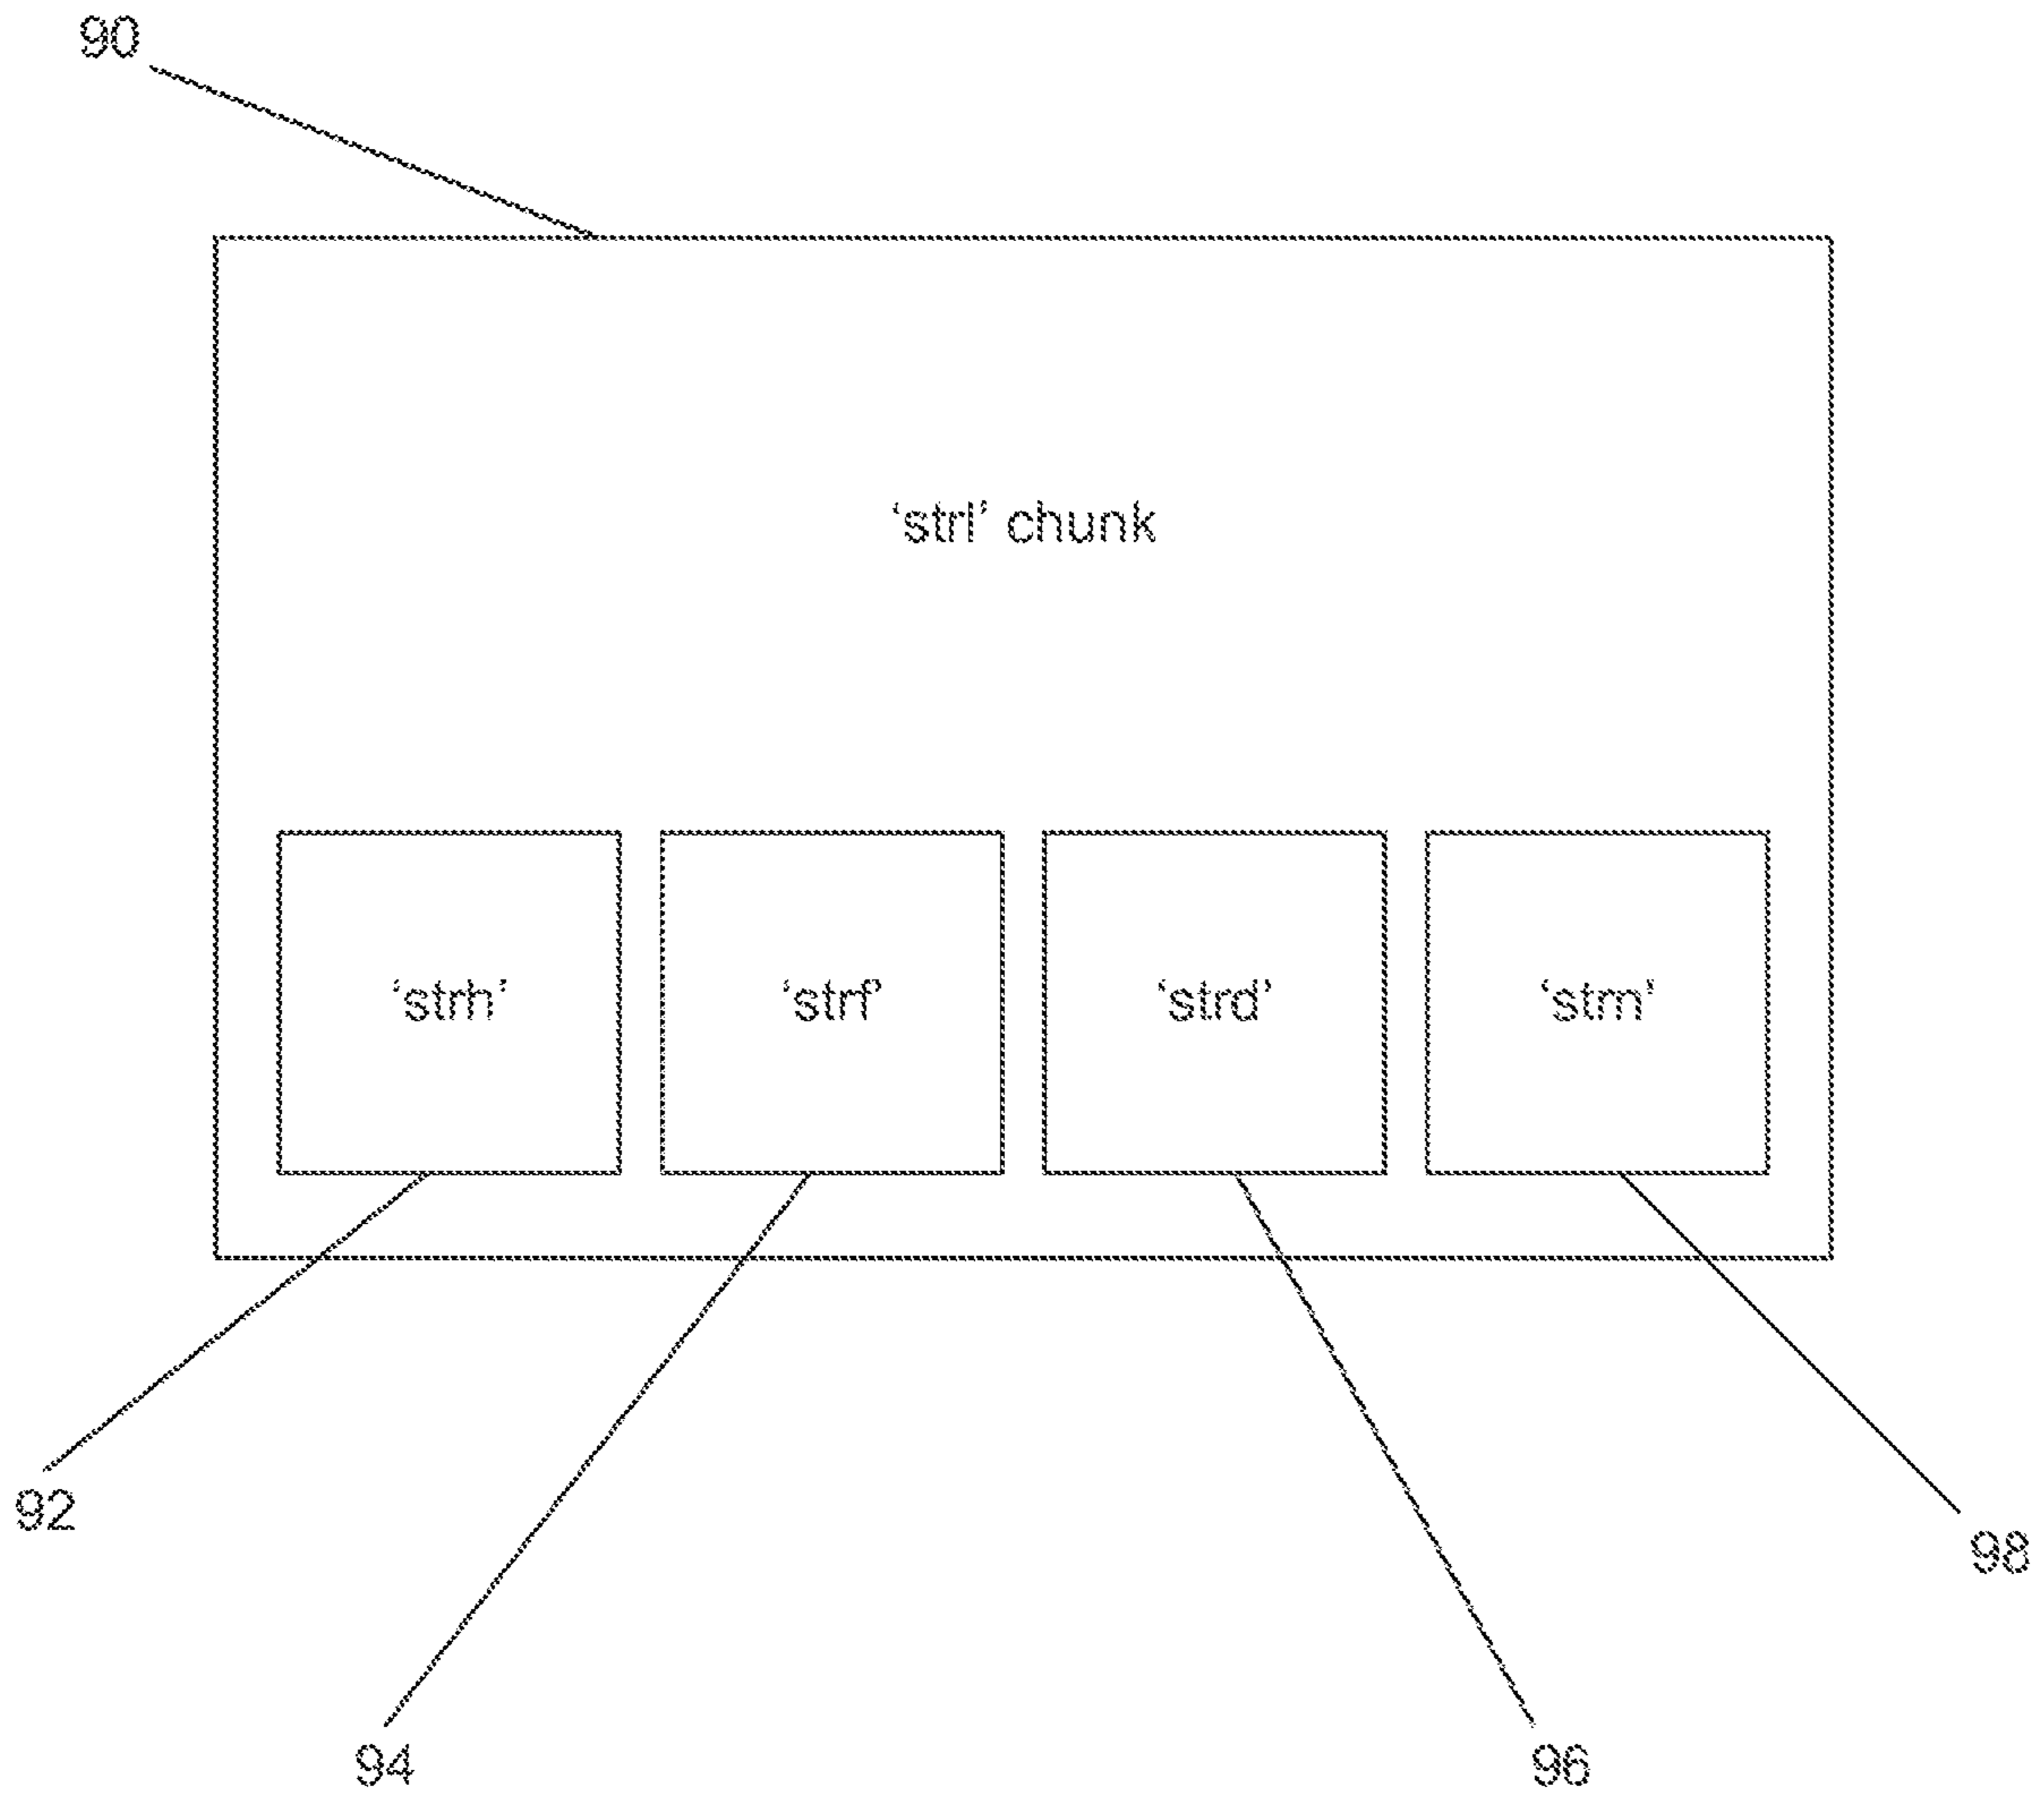 90
‘strl’ chunk
‘strh’ ‘strf’ ‘strd’ ‘strn’
92
98
94 96